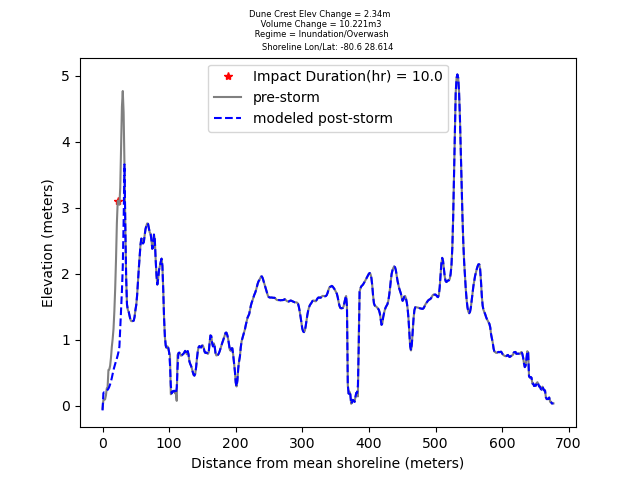 Dune Crest Elev Change = 2.34m
Volume Change = 10.221m3
Regime = Inundation/Overwash
Shoreline Lon/Lat: -80.6 28.614
Impact Duration(hr) = 10.0
pre-storm
modeled post-storm
Elevation (meters)
5
4
3
2
1
0
0 100 200 300 400 500 600 700
Distance from mean shoreline (meters)